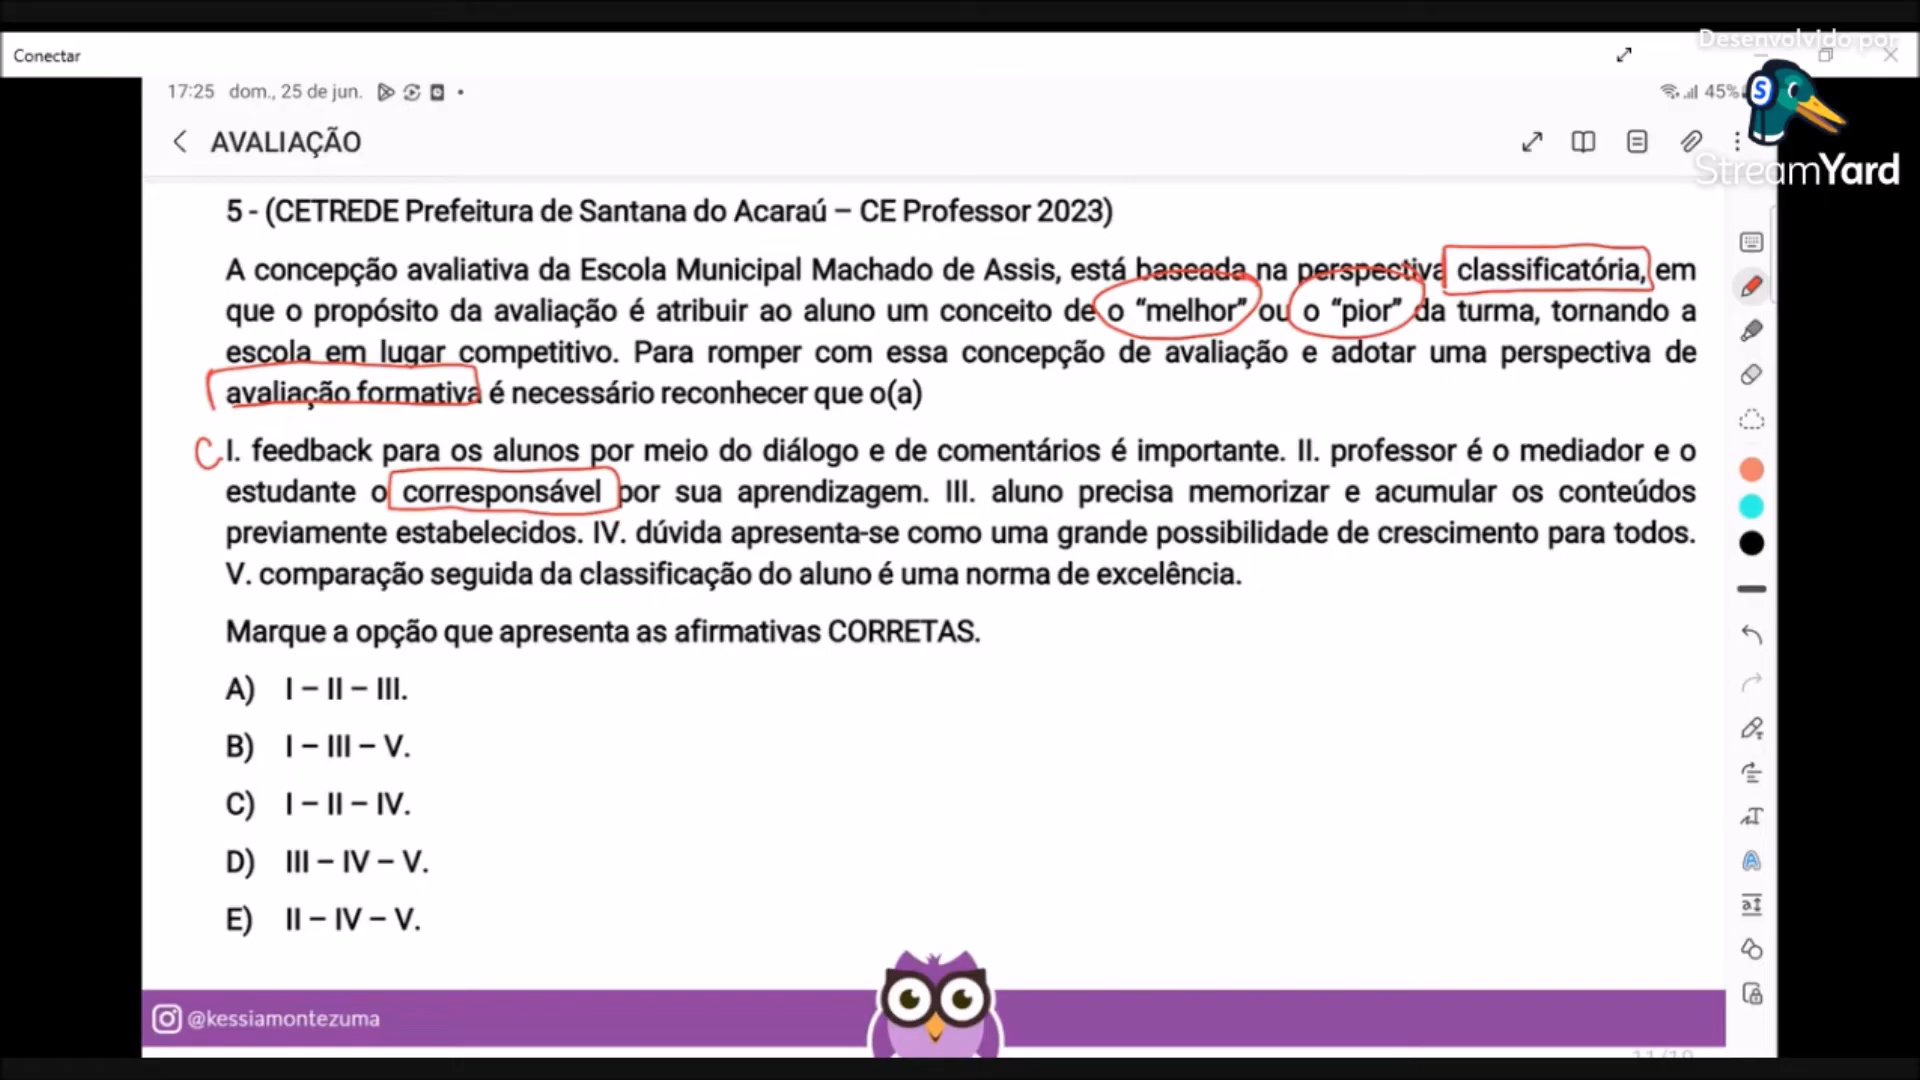 Desenvolvido por
Conectar
17:25 dom., 25 de jun.
45%
AVALIAÇÃO
StreamYard
5 - (CETREDE Prefeitura de Santana do Acaraú – CE Professor 2023)
A concepção avaliativa da Escola Municipal Machado de Assis, está baseada na perspectiva classificatória, em
que o propósito da avaliação é atribuir ao aluno um conceito de o “melhor” ou o “pior” da turma, tornando a
escola em lugar competitivo. Para romper com essa concepção de avaliação e adotar uma perspectiva de
avaliação formativa é necessário reconhecer que o(a)
C I. feedback para os alunos por meio do diálogo e de comentários é importante. II. professor é o mediador e o
estudante o corresponsável por sua aprendizagem. III. aluno precisa memorizar e acumular os conteúdos
previamente estabelecidos. IV. dúvida apresenta-se como uma grande possibilidade de crescimento para todos.
V. comparação seguida da classificação do aluno é uma norma de excelência.
Marque a opção que apresenta as afirmativas CORRETAS.
A) I – II – III.
B) I – III – V.
C) I – II – IV.
D) III – IV – V.
E) II – IV – V.
@kessiamontezuma